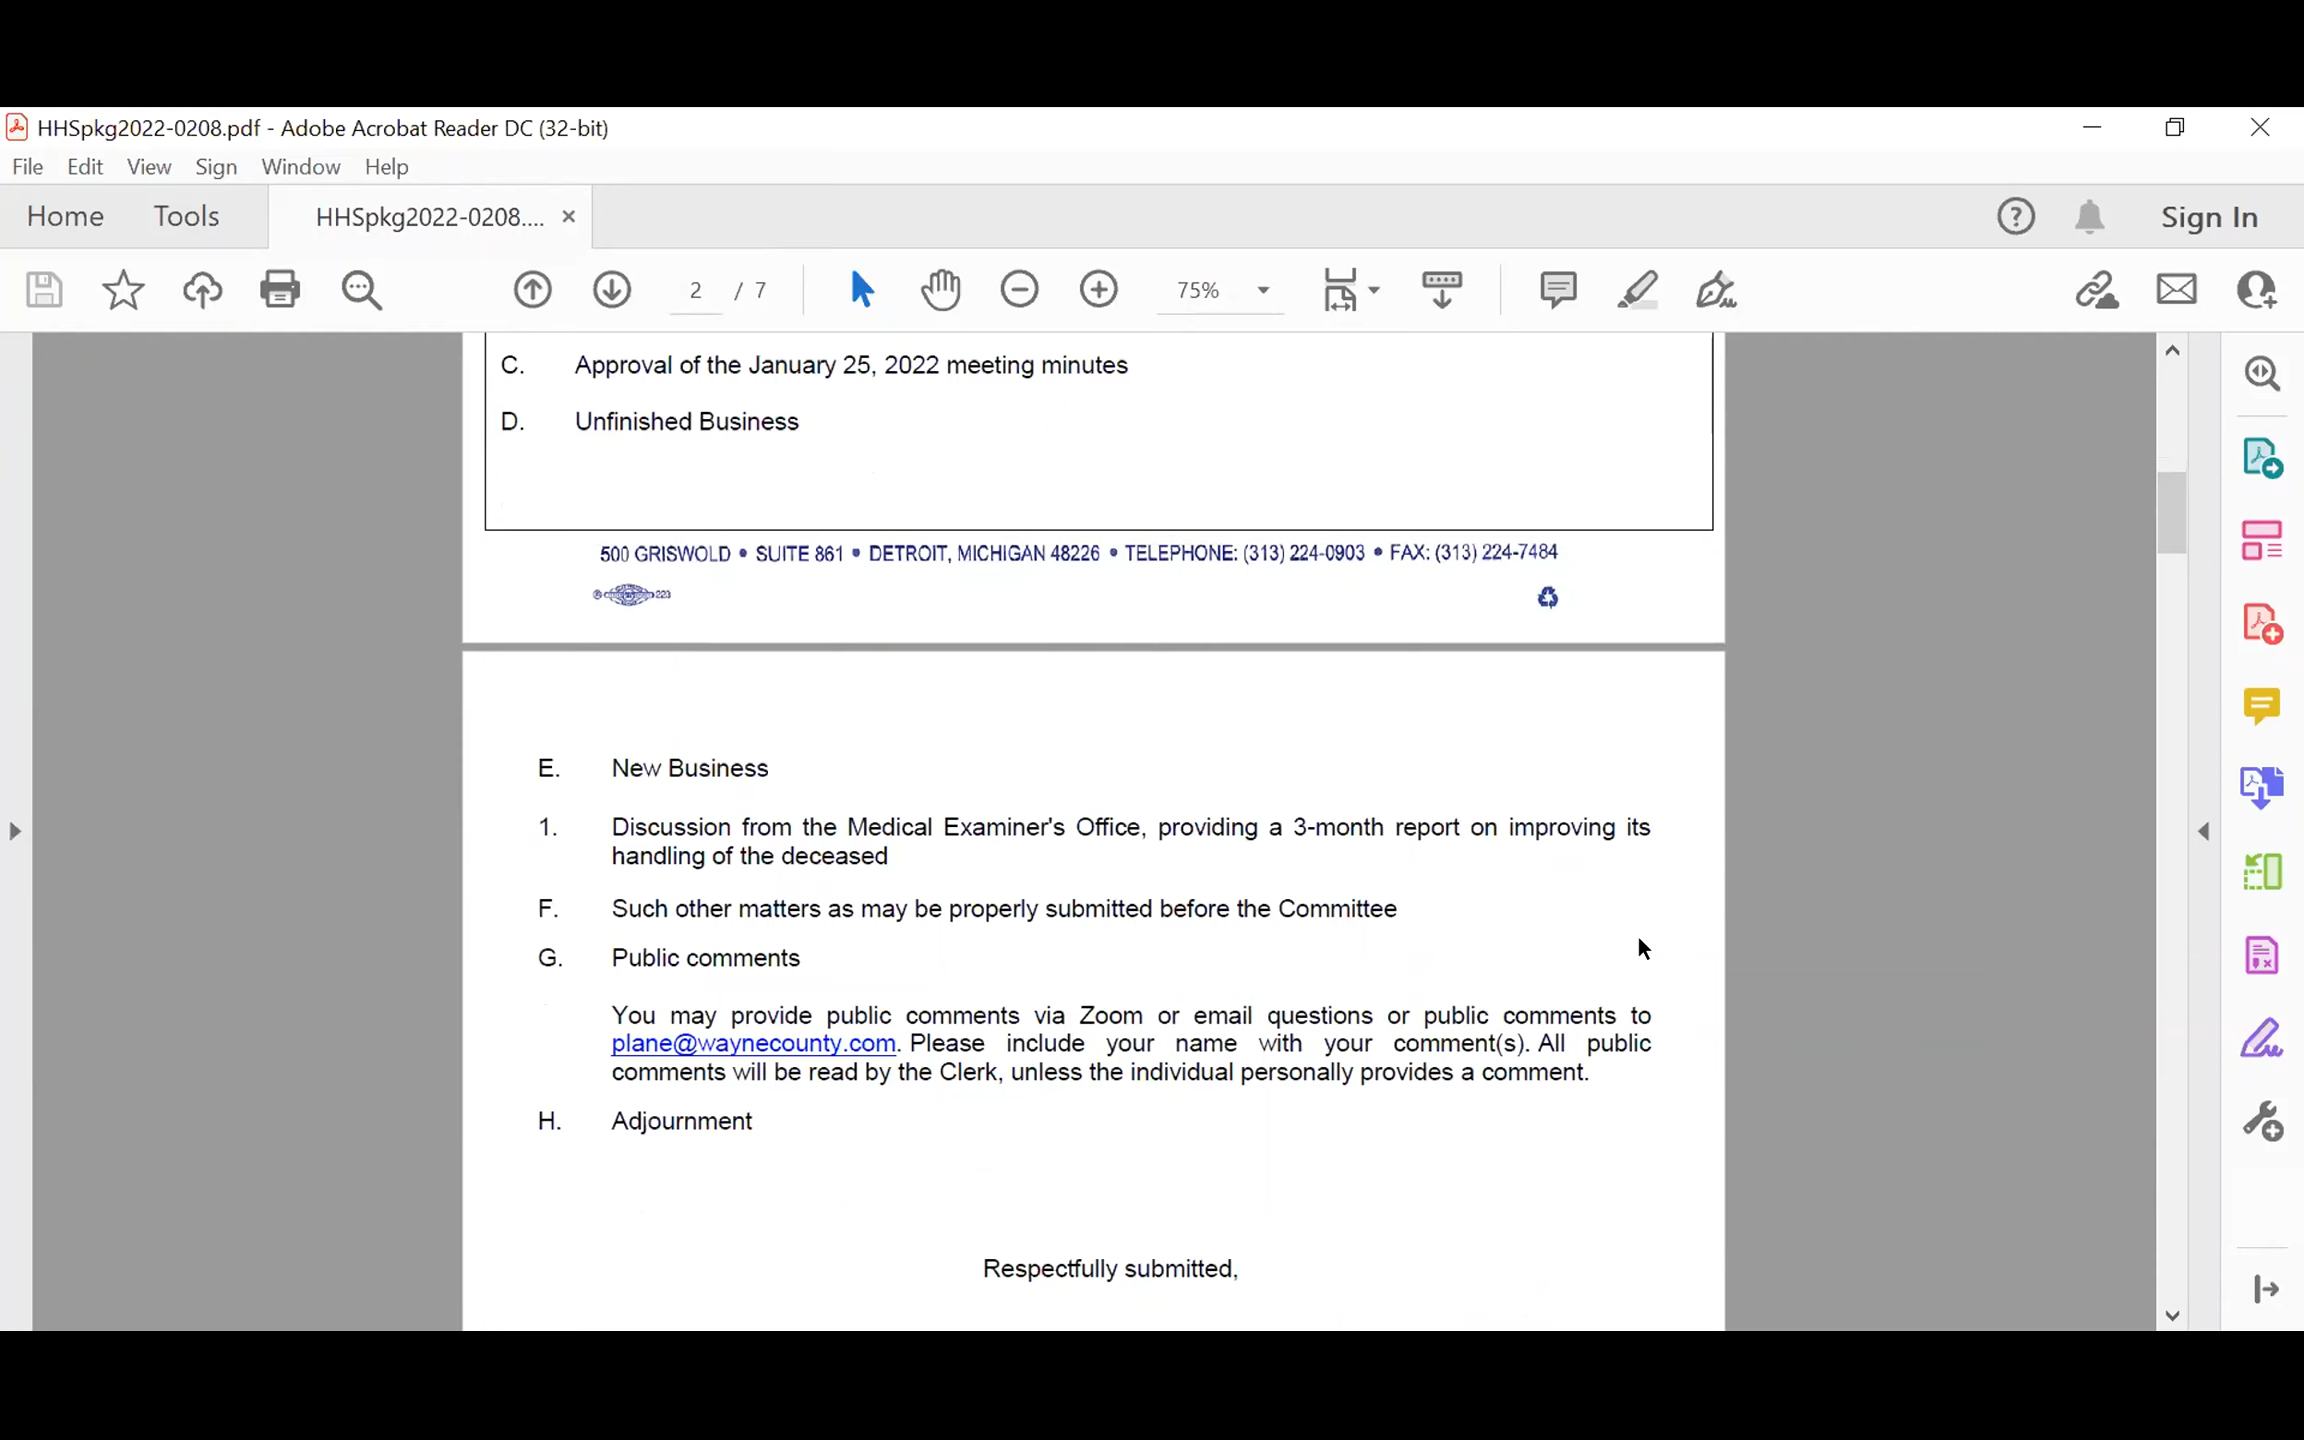 HHSpkg2022-0208.pdf - Adobe Acrobat Reader DC (32-bit)
File Edit View Sign Window Help
Home Tools HHSpkg2022-0208.... × Sign In
2 / 7 75%
C. Approval of the January 25, 2022 meeting minutes
D. Unfinished Business
500 GRISWOLD • SUITE 861 • DETROIT, MICHIGAN 48226 • TELEPHONE: (313) 224-0903 • FAX: (313) 224-7484
223
E. New Business
1. Discussion from the Medical Examiner's Office, providing a 3-month report on improving its
handling of the deceased
F. Such other matters as may be properly submitted before the Committee
G. Public comments
You may provide public comments via Zoom or email questions or public comments to
plane@waynecounty.com. Please include your name with your comment(s). All public
comments will be read by the Clerk, unless the individual personally provides a comment.
H. Adjournment
Respectfully submitted,